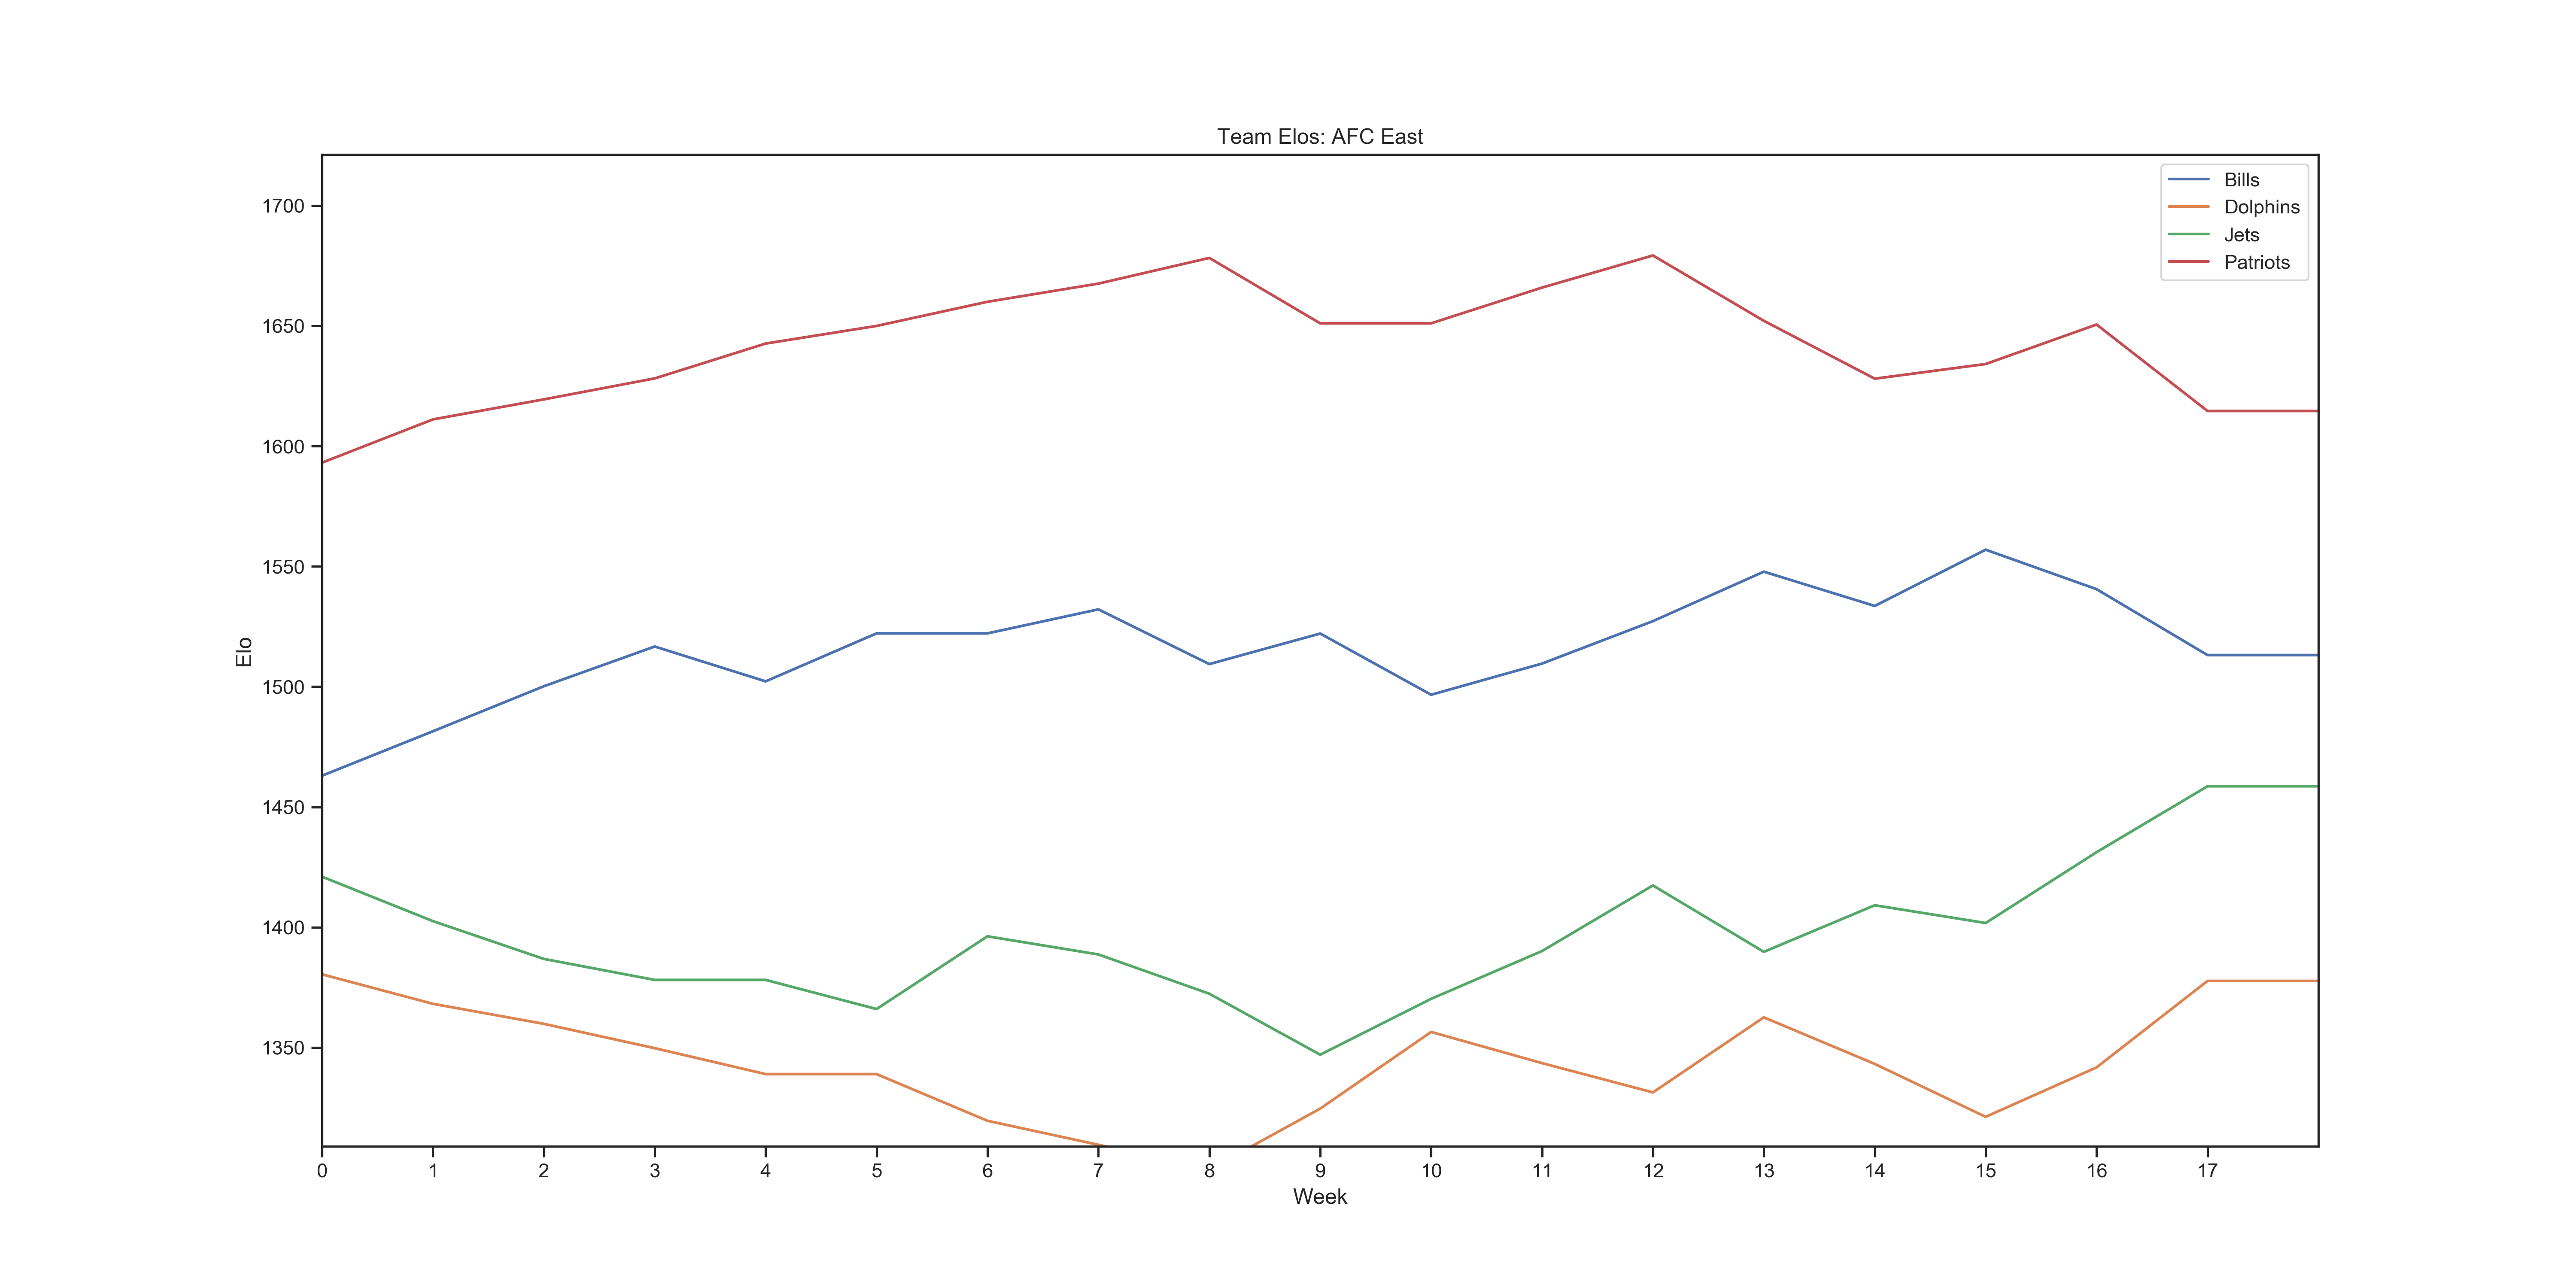 Team Elos: AFC East
Bills
Dolphins
Jets
Patriots
1700
1650
1600
1550
1500
1450
1400
1350
Elo
0 1 2 3 4 5 6 7 8 9 10 11 12 13 14 15 16 17
Week